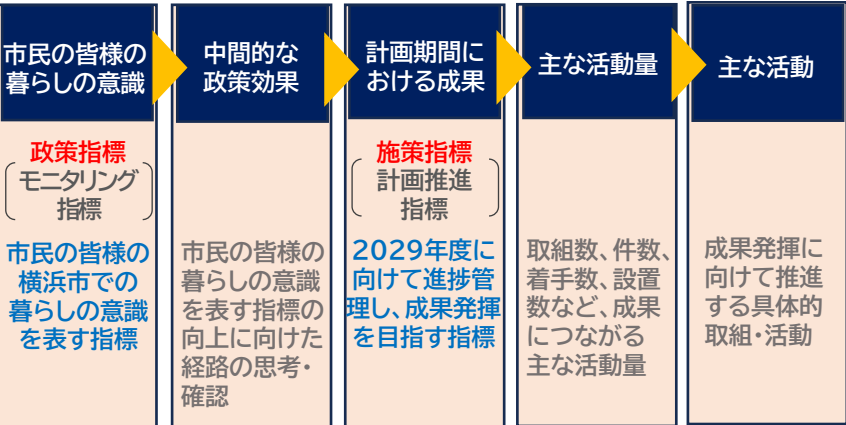 市民の皆様の
暮らしの意識
中間的な
政策効果
計画期間に
おける成果
主な活動量
主な活動
政策指標
モニタリング
指標
市民の皆様の
横浜市での
暮らしの意識
を表す指標
市民の皆様の
暮らしの意識
を表す指標の
向上に向けた
経路の思考・
確認
施策指標
計画推進
指標
2029年度に
向けて進捗管
理し、成果発揮
を目指す指標
取組数、件数、
着手数、設置
数など、成果
につながる
主な活動量
成果発揮に
向けて推進
する具体的
取組・活動